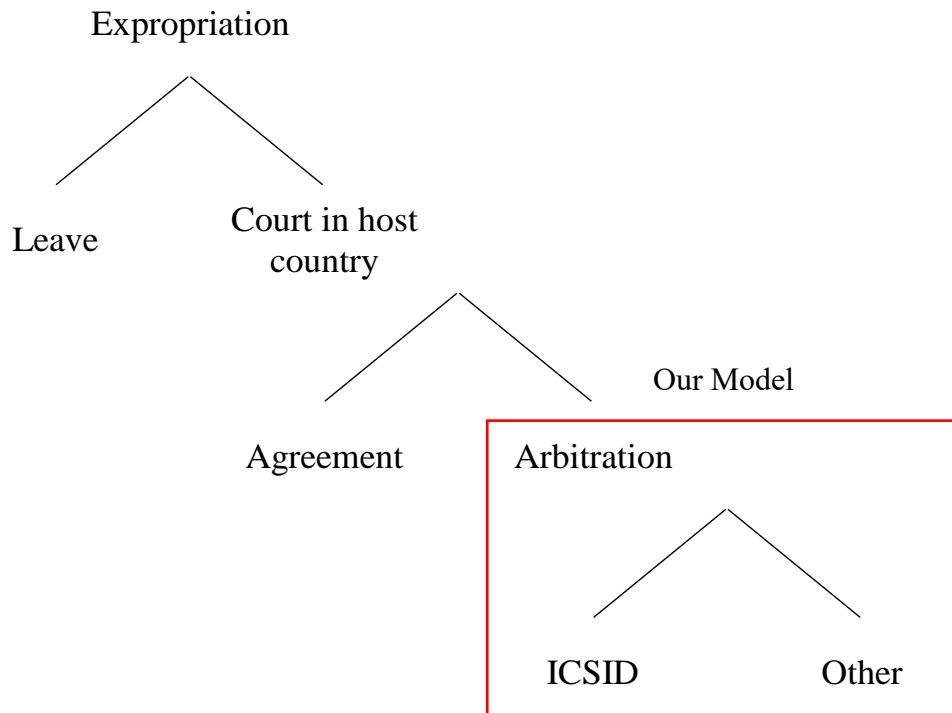 Expropriation
Leave
Court in host
country
Our Model
Agreement
Arbitration
ICSID
Other